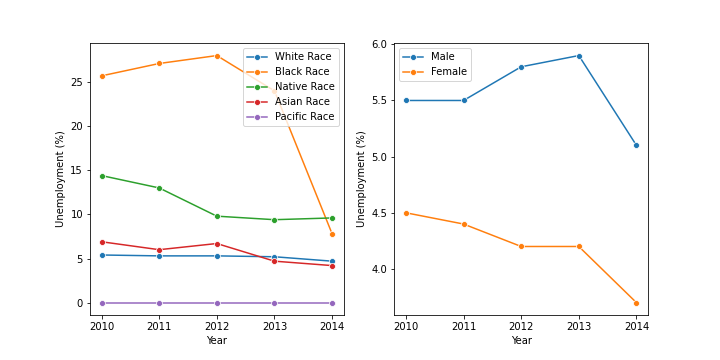 Unemployment (%)
25
20
15
10
5
0
2010 2011 2012 2013 2014
Year
White Race
Black Race
Native Race
Asian Race
Pacific Race
Unemployment (%)
6.0
5.5
5.0
4.5
4.0
2010 2011 2012 2013 2014
Year
Male
Female